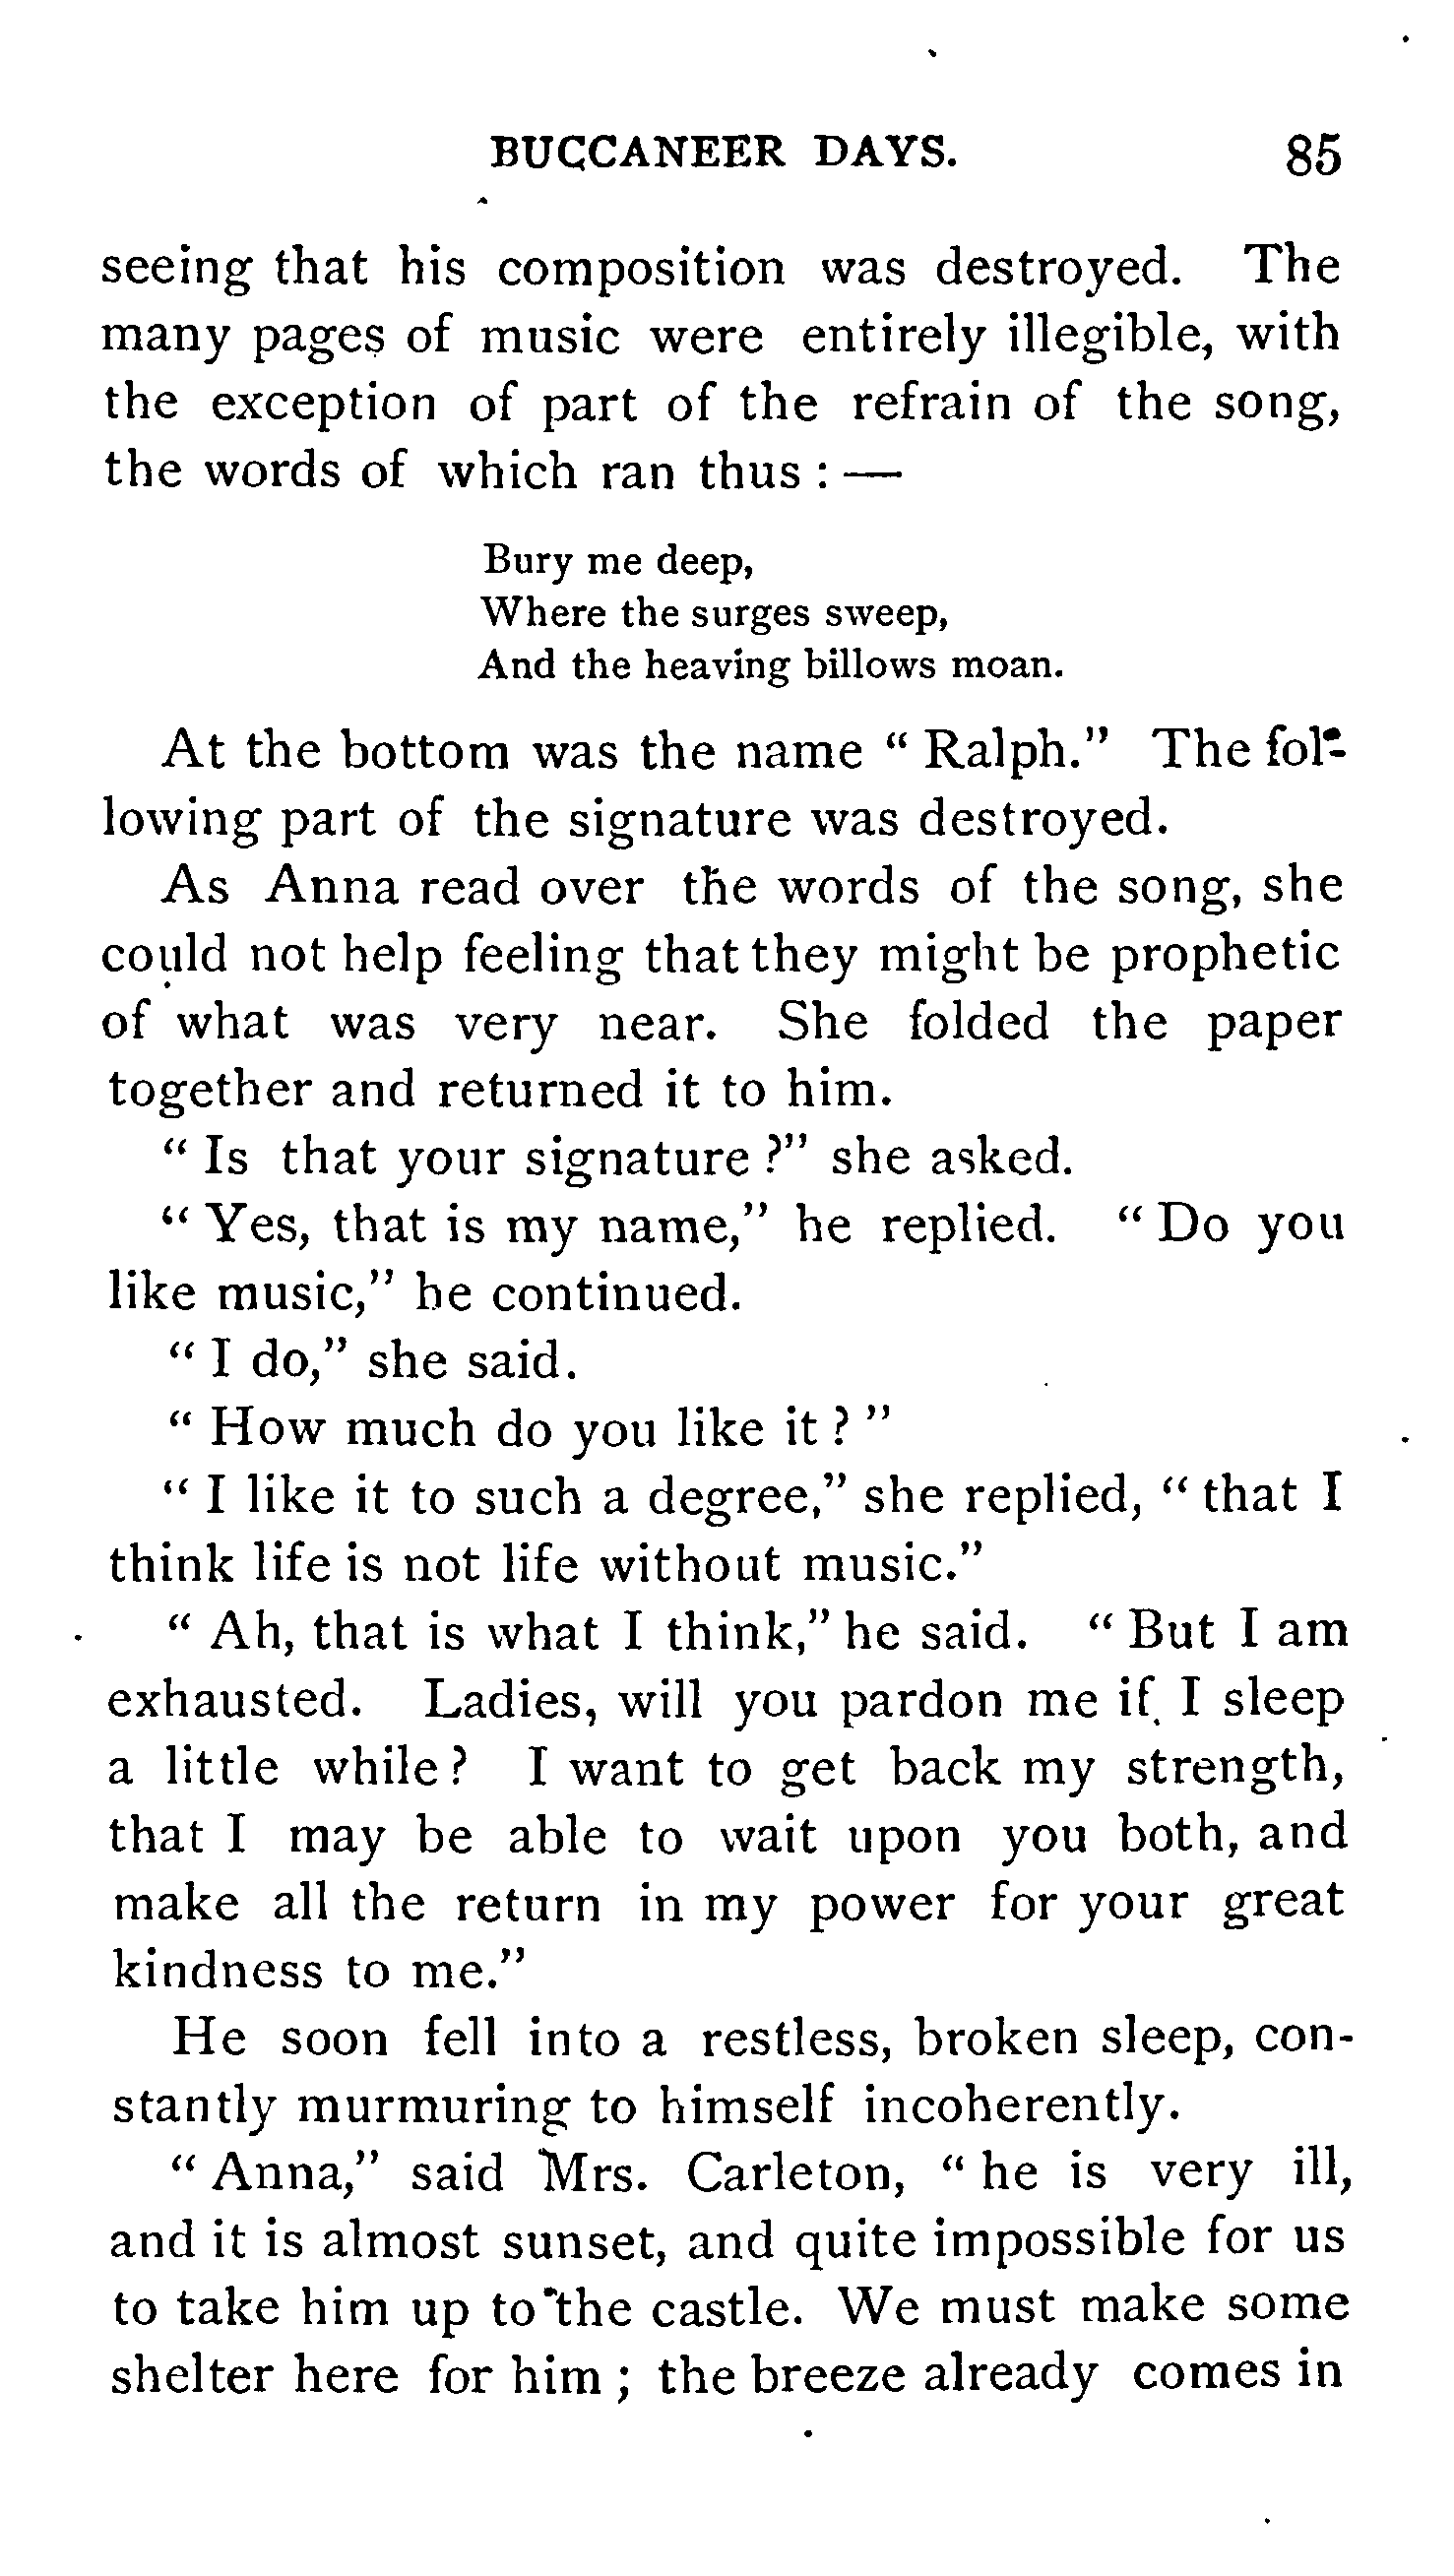 BUCCANEER DAYS. 85
seeing that his composition was destroyed. The
many pages of music were entirely illegible, with
the exception of part of the refrain of the song,
the words of which ran thus : —
Bury me deep,
Where the surges sweep,
And the heaving billows moan.
At the bottom was the name “ Ralph.” The fol-
lowing part of the signature was destroyed.
As Anna read over the words of the song, she
could not help feeling that they might be prophetic
of what was very near. She folded the paper
together and returned it to him.
“ Is that your signature ?” she asked.
“ Yes, that is my name,” he replied. “ Do you
like music,” he continued.
“ I do,” she said.
“ How much do you like it ? ”
“ I like it to such a degree,” she replied, “ that I
think life is not life without music.”
“ Ah, that is what I think,” he said. “ But I am
exhausted. Ladies, will you pardon me if I sleep
a little while ? I want to get back my strength,
that I may be able to wait upon you both, and
make all the return in my power for your great
kindness to me.”
He soon fell into a restless, broken sleep, con-
stantly murmuring to himself incoherently.
“ Anna,” said Mrs. Carleton, “ he is very ill,
and it is almost sunset, and quite impossible for us
to take him up to the castle. We must make some
shelter here for him ; the breeze already comes in